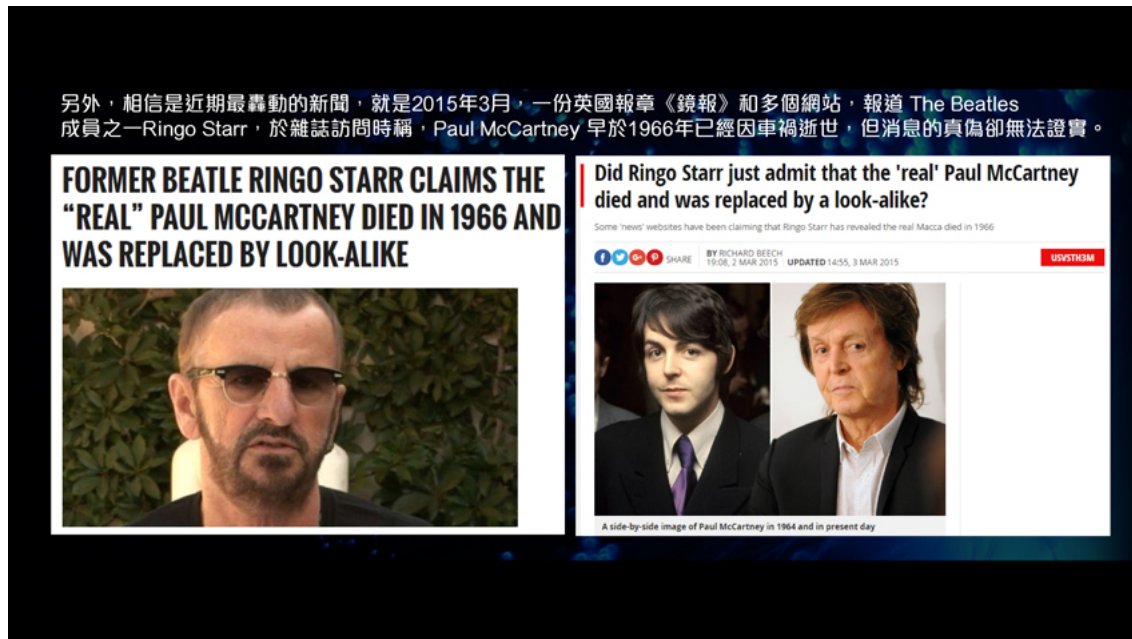 另外，相信是近期最轟動的新聞，就是2015年3月，一份英國報章《鏡報》和多個網站，報道 The Beatles
成員之一Ringo Starr，於雜誌訪問時稱，Paul McCartney 早於1966年已經因車禍逝世，但消息的真偽卻無法證實。
FORMER BEATLE RINGO STARR CLAIMS THE
“REAL” PAUL MCCARTNEY DIED IN 1966 AND
WAS REPLACED BY LOOK-ALIKE
Did Ringo Starr just admit that the 'real' Paul McCartney
died and was replaced by a look-alike?
Some 'news' websites have been claiming that Ringo Starr has revealed the real Macca died in 1966
SHARE
BY RICHARD BEECH
19:08, 2 MAR 2015 UPDATED 14:55, 3 MAR 2015
USVSTH3M
A side-by-side image of Paul McCartney in 1964 and in present day